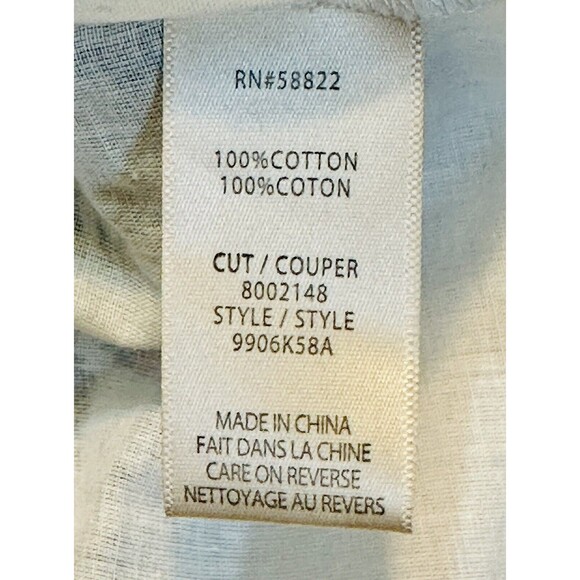 RN#58822
100%COTTON
100%COTON
CUT / COUPER
8002148
STYLE / STYLE
9906K58A
MADE IN CHINA
FAIT DANS LA CHINE
CARE ON REVERSE
NETTOYAGE AU REVERS